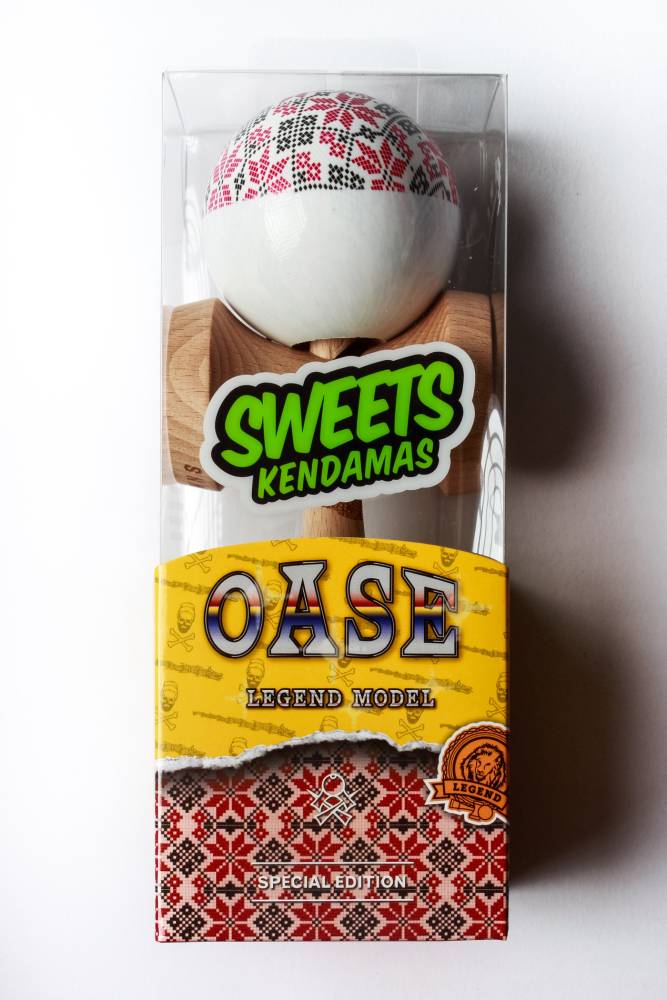 SWEETS
KENDAMAS
OASE
LEGEND MODEL
LEGEND
SPECIAL EDITION